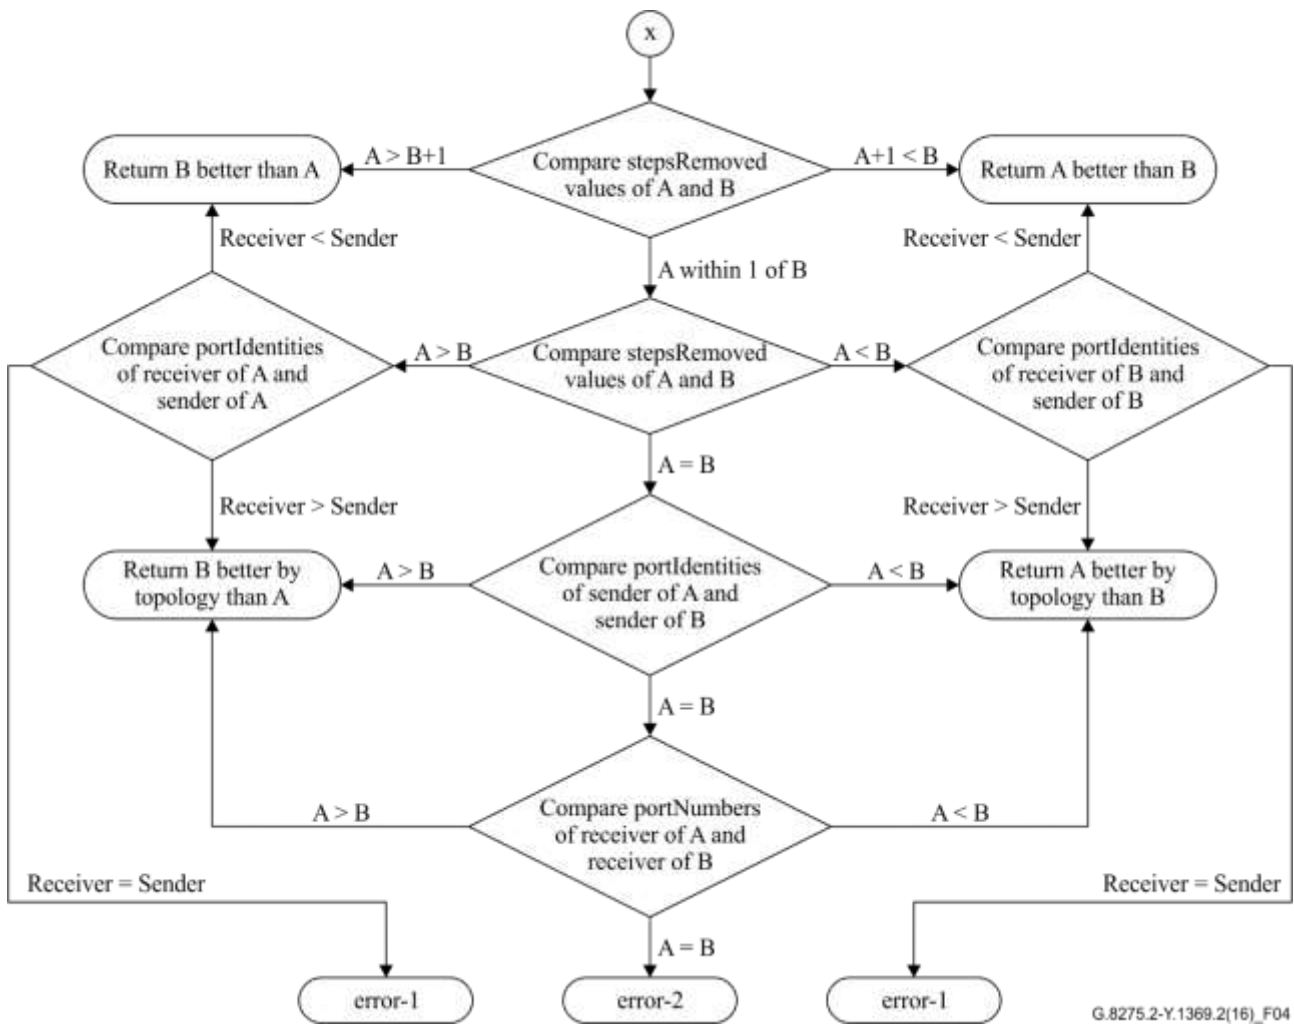 x
Compare stepsRemoved
values of A and B
A > B+1
A+1 < B
Return B better than A
Return A better than B
Receiver < Sender
Receiver < Sender
A within 1 of B
Compare portIdentities
of receiver of A and
sender of A
A > B
Compare stepsRemoved
values of A and B
A < B
Compare portIdentities
of receiver of B and
sender of B
A = B
Receiver > Sender
Receiver > Sender
Return B better by
topology than A
A > B
Compare portIdentities
of sender of A and
sender of B
A < B
Return A better by
topology than B
A = B
A > B
Compare portNumbers
of receiver of A and
receiver of B
A < B
Receiver = Sender
Receiver = Sender
A = B
error-1
error-2
error-1
G.8275.2-Y.1369.2(16)_F04